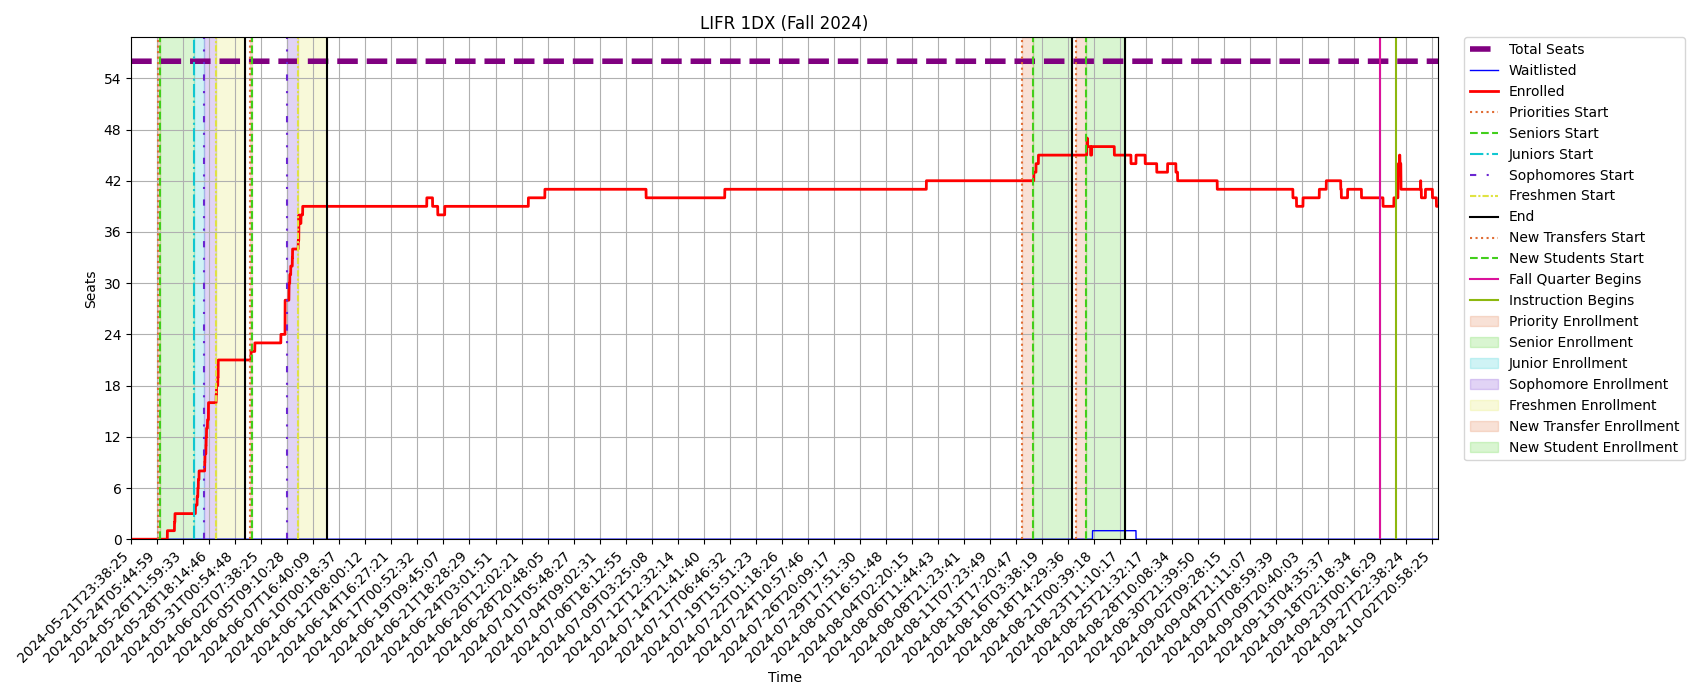 LIFR 1DX (Fall 2024)
Seats
54
48
42
36
30
24
18
12
6
0
2024-05-21T23:38:25
2024-05-24T05:44:59
2024-05-26T11:59:33
2024-05-28T18:14:46
2024-05-31T00:54:48
2024-06-02T07:38:25
2024-06-05T09:10:28
2024-06-07T16:40:09
2024-06-10T00:18:37
2024-06-12T08:00:12
2024-06-14T16:27:21
2024-06-17T00:52:32
2024-06-19T09:45:07
2024-06-21T18:28:29
2024-06-24T03:01:51
2024-06-26T12:02:21
2024-06-28T20:48:05
2024-07-01T05:48:27
2024-07-04T09:02:31
2024-07-06T18:12:55
2024-07-09T03:25:08
2024-07-12T12:32:14
2024-07-14T21:41:40
2024-07-17T06:46:32
2024-07-19T15:51:23
2024-07-22T01:18:26
2024-07-24T10:57:46
2024-07-26T20:09:17
2024-07-29T17:51:30
2024-08-01T16:51:48
2024-08-04T02:20:15
2024-08-06T11:44:43
2024-08-08T21:23:41
2024-08-11T07:23:49
2024-08-13T17:20:47
2024-08-16T03:38:19
2024-08-18T14:29:36
2024-08-21T00:39:18
2024-08-23T11:10:17
2024-08-25T21:32:17
2024-08-28T10:08:34
2024-08-30T21:39:50
2024-09-02T09:28:15
2024-09-04T21:11:07
2024-09-07T08:59:39
2024-09-09T20:40:03
2024-09-13T04:35:37
2024-09-18T02:18:34
2024-09-23T00:16:29
2024-09-27T22:38:24
2024-10-02T20:58:25
Time
Total Seats
Waitlisted
Enrolled
Priorities Start
Seniors Start
Juniors Start
Sophomores Start
Freshmen Start
End
New Transfers Start
New Students Start
Fall Quarter Begins
Instruction Begins
Priority Enrollment
Senior Enrollment
Junior Enrollment
Sophomore Enrollment
Freshmen Enrollment
New Transfer Enrollment
New Student Enrollment